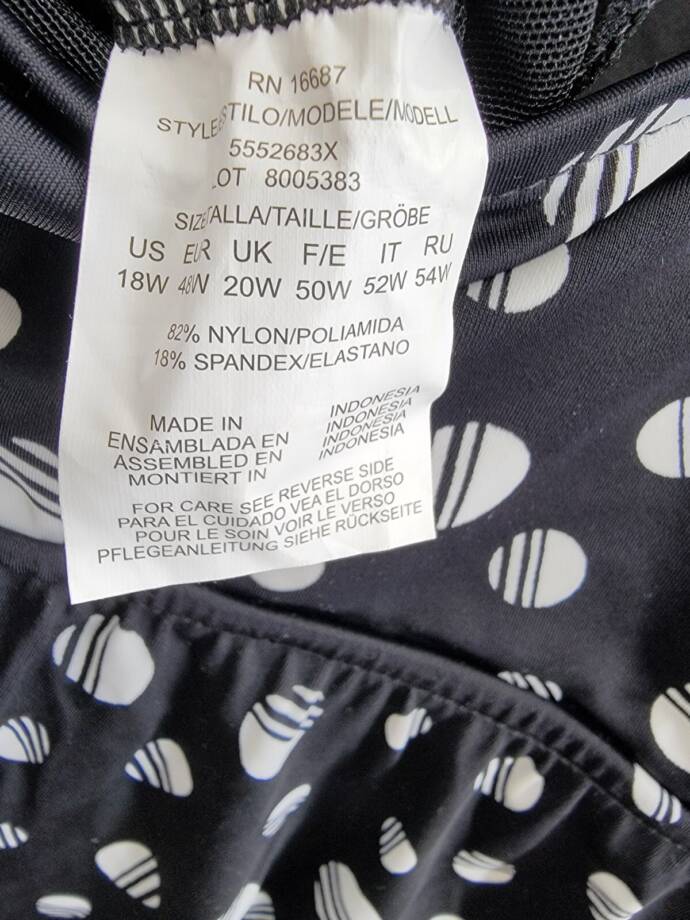 RN 16687
STYLE/ESTILO/MODELE/MODELL
5552683X
LOT 8005383
SIZE/TALLA/TAILLE/GRÖBE
US EUR UK F/E IT RU
18W 48W 20W 50W 52W 54W
82% NYLON/POLIAMIDA
18% SPANDEX/ELASTANO
MADE IN INDONESIA
ENSAMBLADA EN INDONESIA
ASSEMBLED EN INDONESIA
MONTIERT IN INDONESIA
FOR CARE SEE REVERSE SIDE
PARA EL CUIDADO VEA EL DORSO
POUR LE SOIN VOIR LE VERSO
PFLEGEANLEITUNG SIEHE RÜCKSEITE